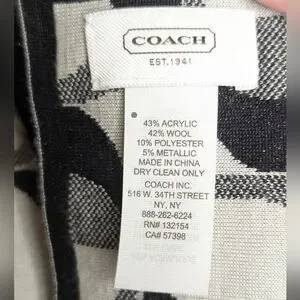 COACH
EST. 1941
43% ACRYLIC
42% WOOL
10% POLYESTER
5% METALLIC
MADE IN CHINA
DRY CLEAN ONLY
COACH INC.
516 W. 34TH STREET
NY, NY
888-262-6224
RN# 132154
CA# 57398